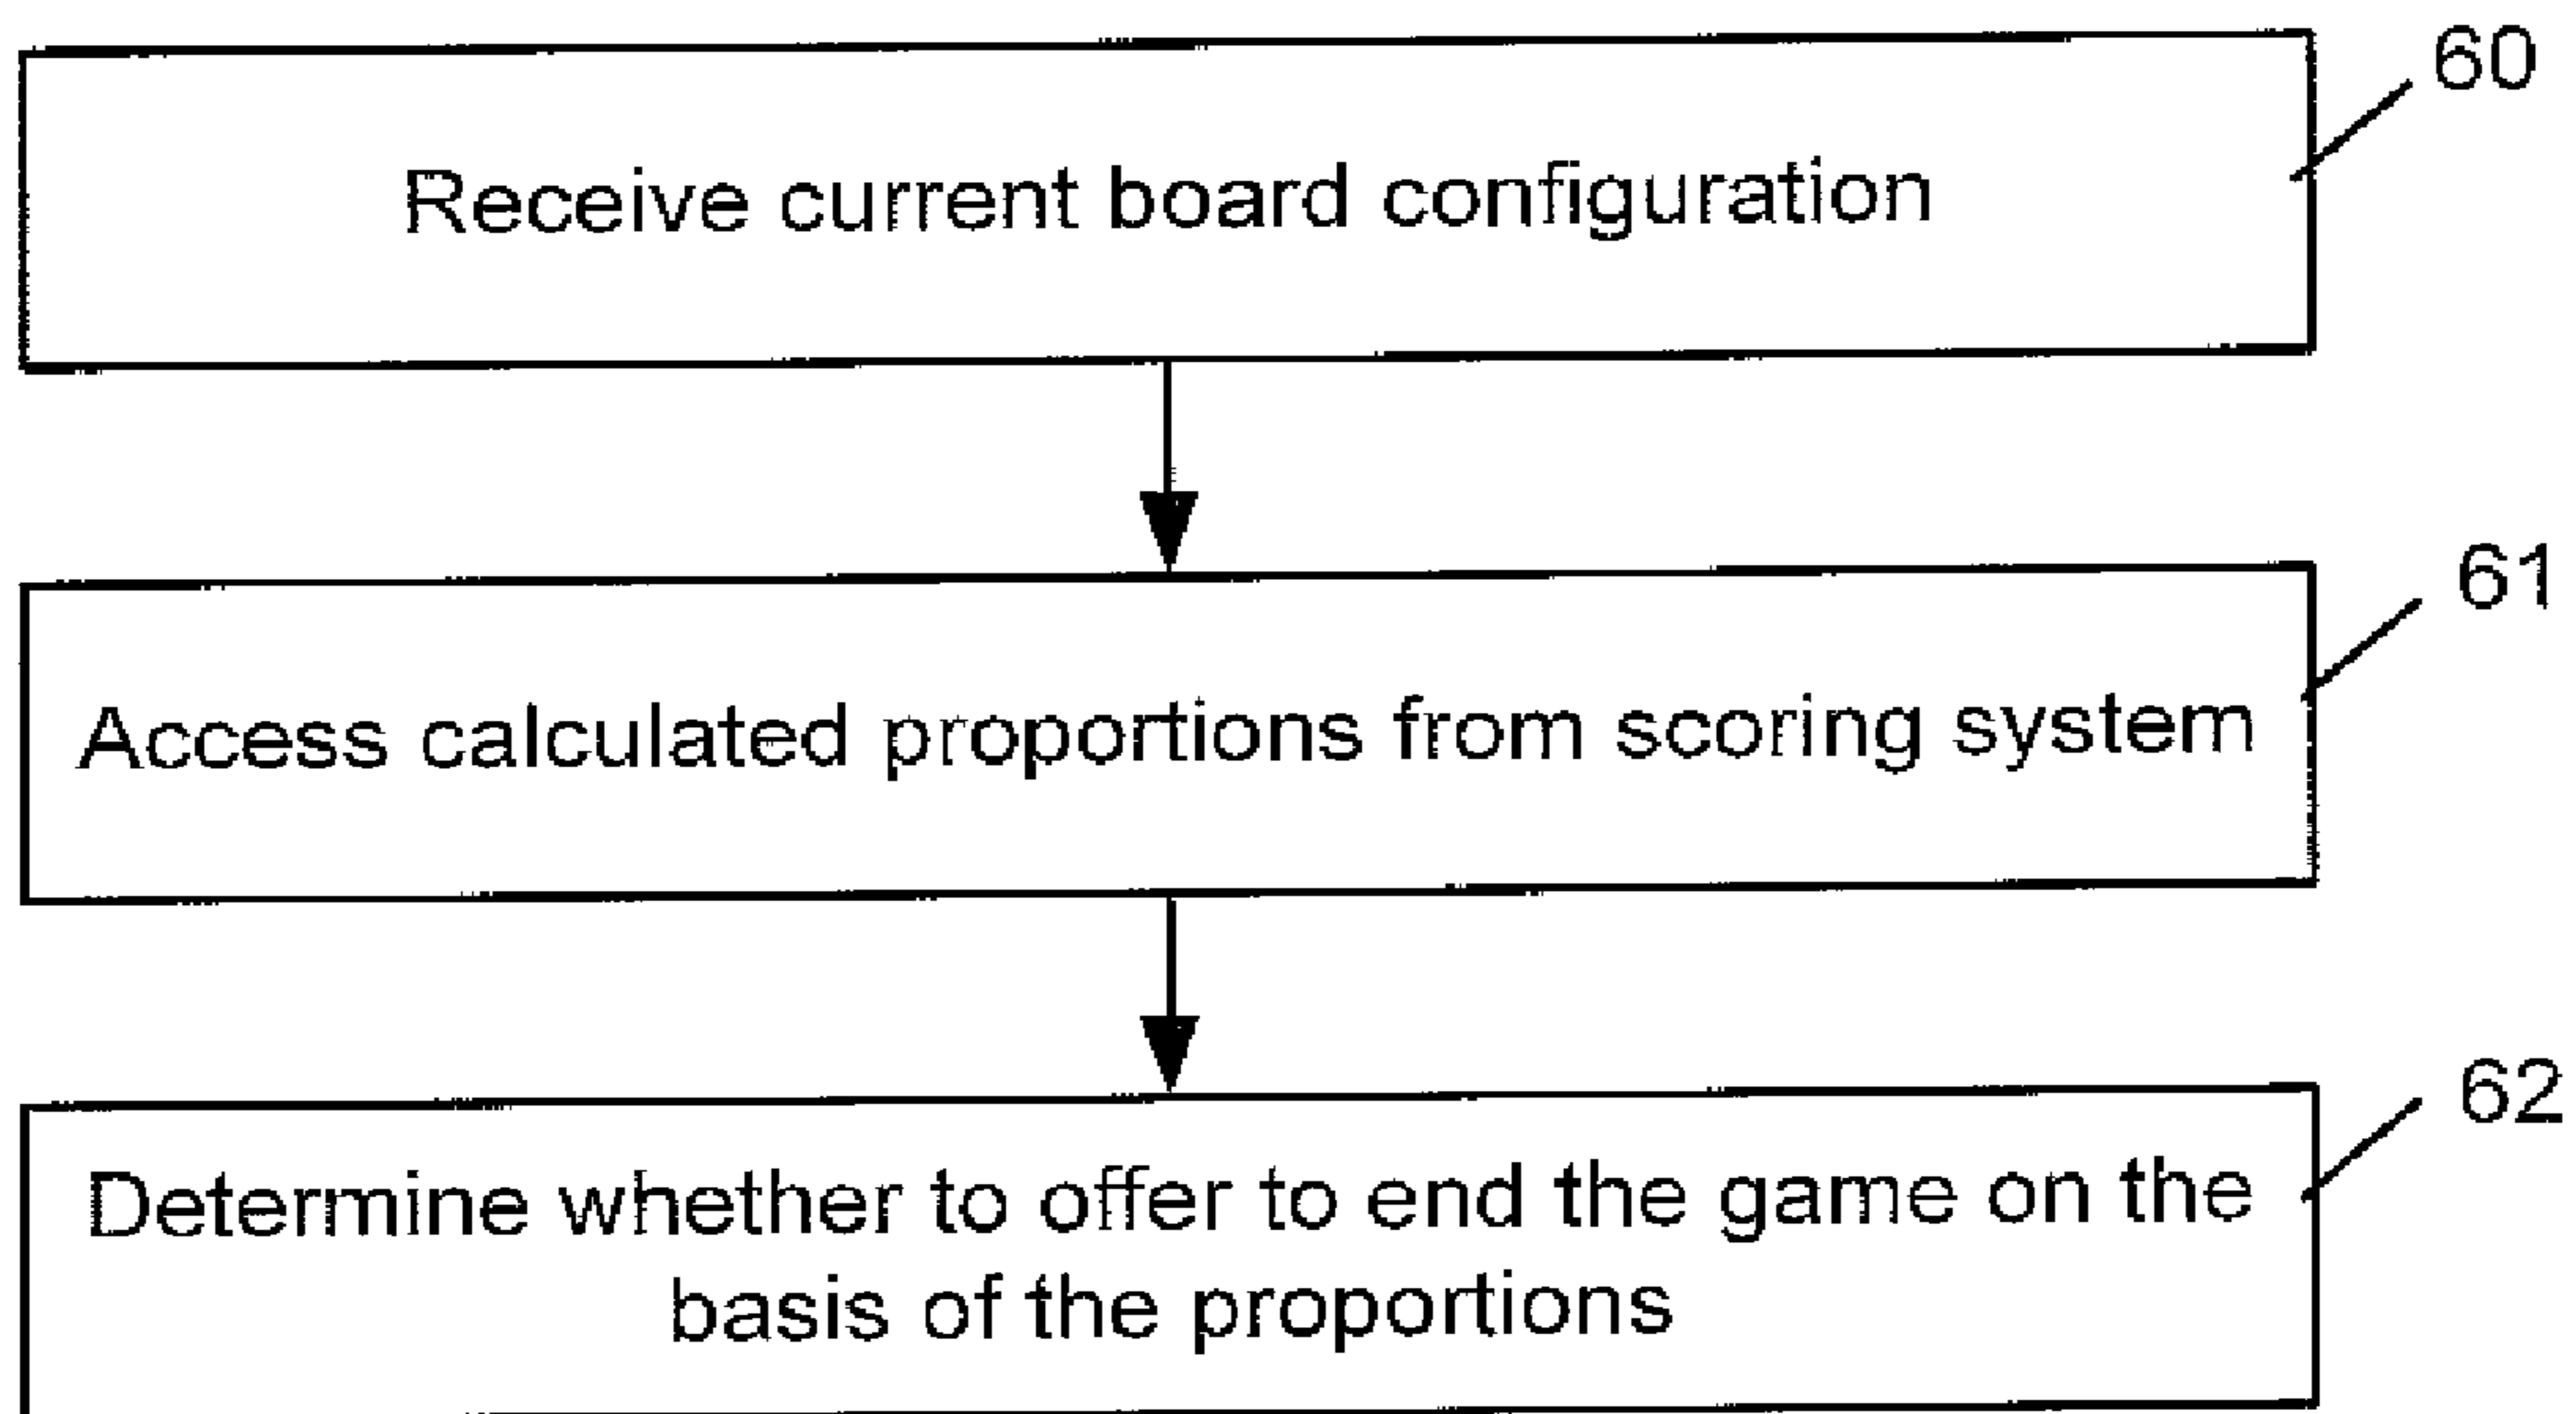 60
Receive current board configuration
61
Access calculated proportions from scoring system
62
Determine whether to offer to end the game on the
basis of the proportions